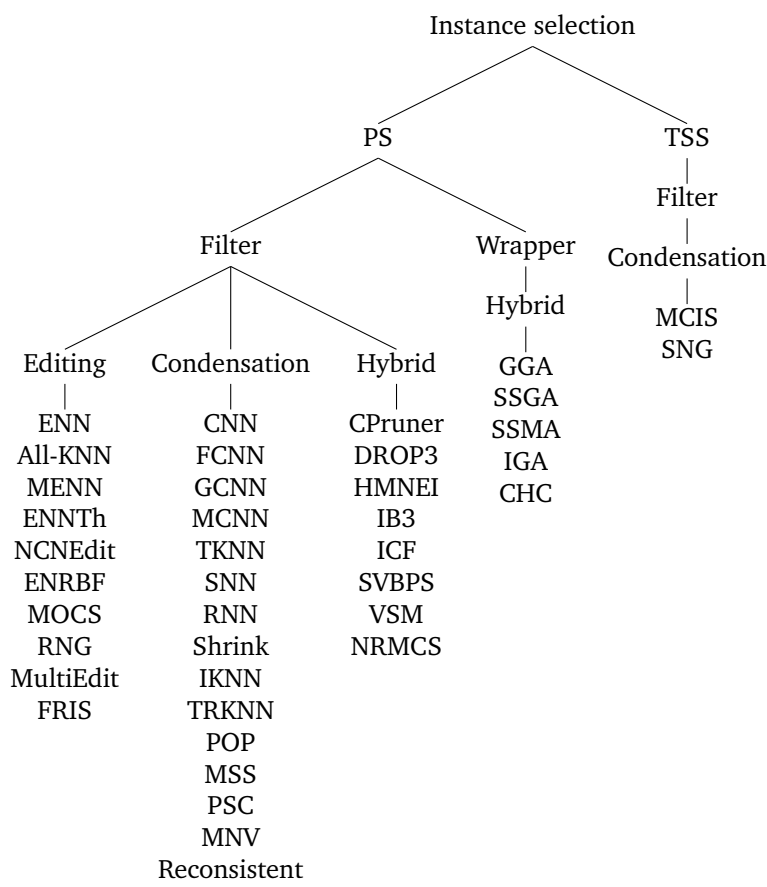 Instance selection
PS
TSS
Filter
Condensation
MCIS
SNG
Filter
Wrapper
Hybrid
GGA
SSGA
SSMA
IGA
CHC
Editing
Condensation
Hybrid
ENN
All-KNN
MENN
ENNTh
NCNEdit
ENRBF
MOCS
RNG
MultiEdit
FRIS
CNN
FCNN
GCNN
MCNN
TKNN
SNN
RNN
Shrink
IKNN
TRKNN
POP
MSS
PSC
MNV
Reconsistent
CPruner
DROP3
HMNEI
IB3
ICF
SVBPS
VSM
NRMCS